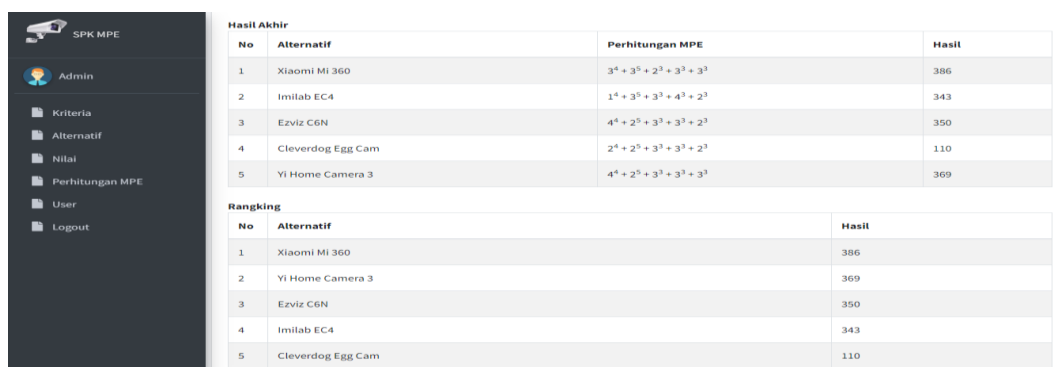 SPK MPE
Admin
Kriteria
Alternatif
Nilai
Perhitungan MPE
User
Logout
Hasil Akhir
No Alternatif Perhitungan MPE Hasil
1 Xiaomi Mi 360 3⁴ + 3⁵ + 2³ + 3³ + 3³ 386
2 Imilab EC4 1⁴ + 3⁵ + 3³ + 4³ + 2³ 343
3 Ezviz C6N 4⁴ + 2⁵ + 3³ + 3³ + 2³ 350
4 Cleverdog Egg Cam 2⁴ + 2⁵ + 3³ + 3³ + 2³ 110
5 Yi Home Camera 3 4⁴ + 2⁵ + 3³ + 3³ + 3³ 369
Rangking
No Alternatif Hasil
1 Xiaomi Mi 360 386
2 Yi Home Camera 3 369
3 Ezviz C6N 350
4 Imilab EC4 343
5 Cleverdog Egg Cam 110